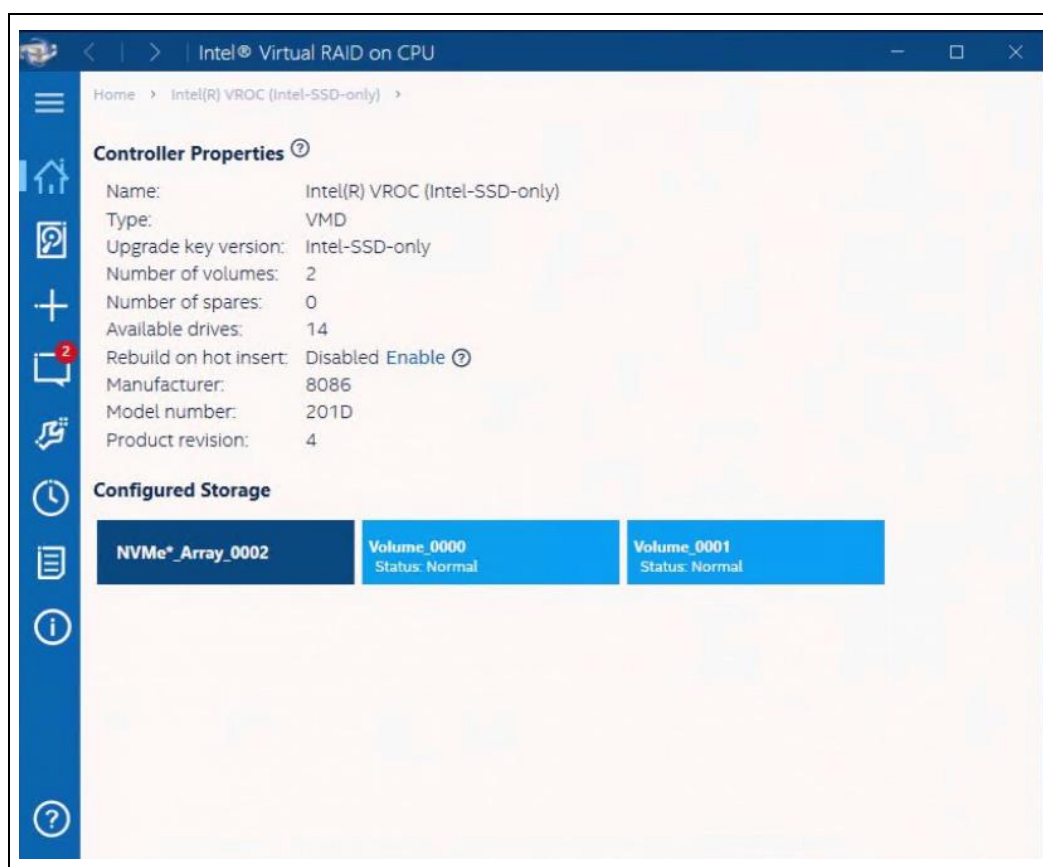 Intel® Virtual RAID on CPU
Home > Intel(R) VROC (Intel-SSD-only) >
Controller Properties ?
Name: Intel(R) VROC (Intel-SSD-only)
Type: VMD
Upgrade key version: Intel-SSD-only
Number of volumes: 2
Number of spares: 0
Available drives: 14
2
Rebuild on hot insert: Disabled Enable ?
Manufacturer: 8086
Model number: 201D
Product revision: 4
Configured Storage
NVMe*_Array_0002
Volume_0000
Status: Normal
Volume_0001
Status: Normal